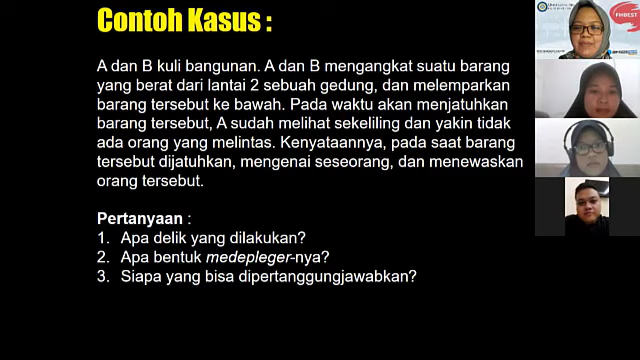 Contoh Kasus :
A dan B kuli bangunan. A dan B mengangkat suatu barang
yang berat dari lantai 2 sebuah gedung, dan melemparkan
barang tersebut ke bawah. Pada waktu akan menjatuhkan
barang tersebut, A sudah melihat sekeliling dan yakin tidak
ada orang yang melintas. Kenyataannya, pada saat barang
tersebut dijatuhkan, mengenai seseorang, dan menewaskan
orang tersebut.
Pertanyaan :
1. Apa delik yang dilakukan?
2. Apa bentuk medepleger-nya?
3. Siapa yang bisa dipertanggungjawabkan?
FHBEST